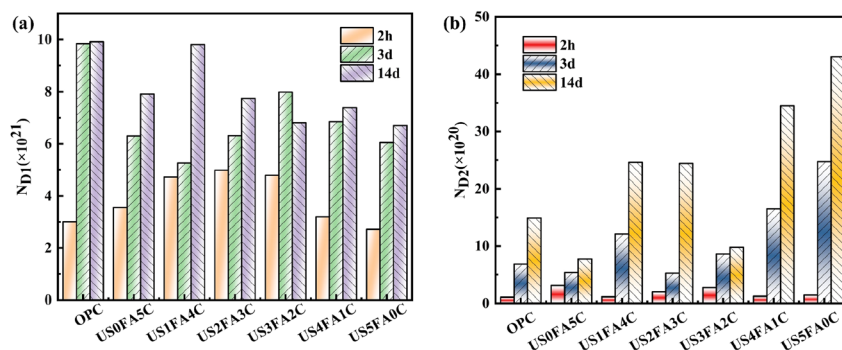 (a)
10
8
6
4
2
0
N_D1(×10^21)
2h
3d
14d
OPC
US0FA5C
US1FA4C
US2FA3C
US3FA2C
US4FA1C
US5FA0C
(b)
50
40
30
20
10
0
N_D2(×10^20)
2h
3d
14d
OPC
US0FA5C
US1FA4C
US2FA3C
US3FA2C
US4FA1C
US5FA0C